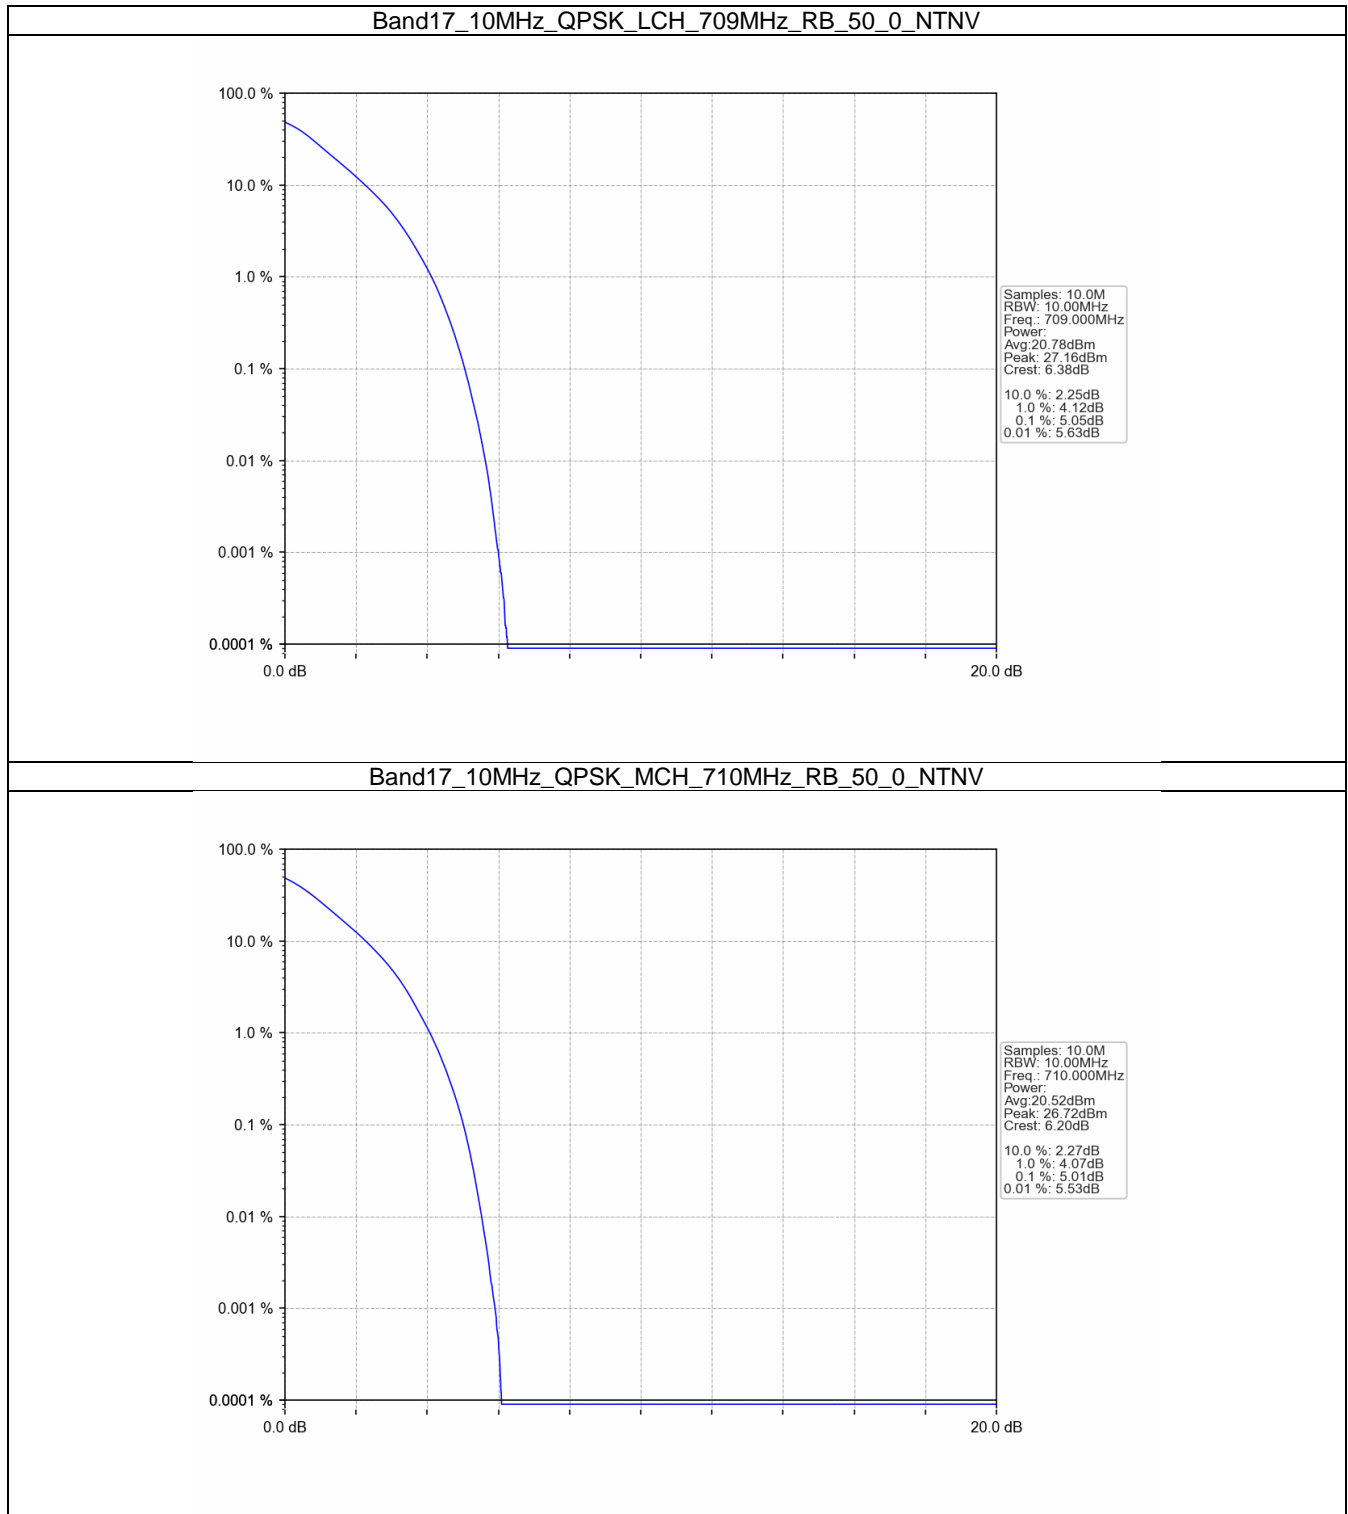 Band17_10MHz_QPSK_LCH_709MHz_RB_50_0_NTNV
100.0 %
10.0 %
1.0 %
0.1 %
0.01 %
0.001 %
0.0001 %
0.0 dB
20.0 dB
Samples: 10.0M
RBW: 10.00MHz
Freq.: 709.000MHz
Power:
Avg:20.78dBm
Peak: 27.16dBm
Crest: 6.38dB
10.0 %: 2.25dB
1.0 %: 4.12dB
0.1 %: 5.05dB
0.01 %: 5.63dB
Band17_10MHz_QPSK_MCH_710MHz_RB_50_0_NTNV
100.0 %
10.0 %
1.0 %
0.1 %
0.01 %
0.001 %
0.0001 %
0.0 dB
20.0 dB
Samples: 10.0M
RBW: 10.00MHz
Freq.: 710.000MHz
Power:
Avg:20.52dBm
Peak: 26.72dBm
Crest: 6.20dB
10.0 %: 2.27dB
1.0 %: 4.07dB
0.1 %: 5.01dB
0.01 %: 5.53dB